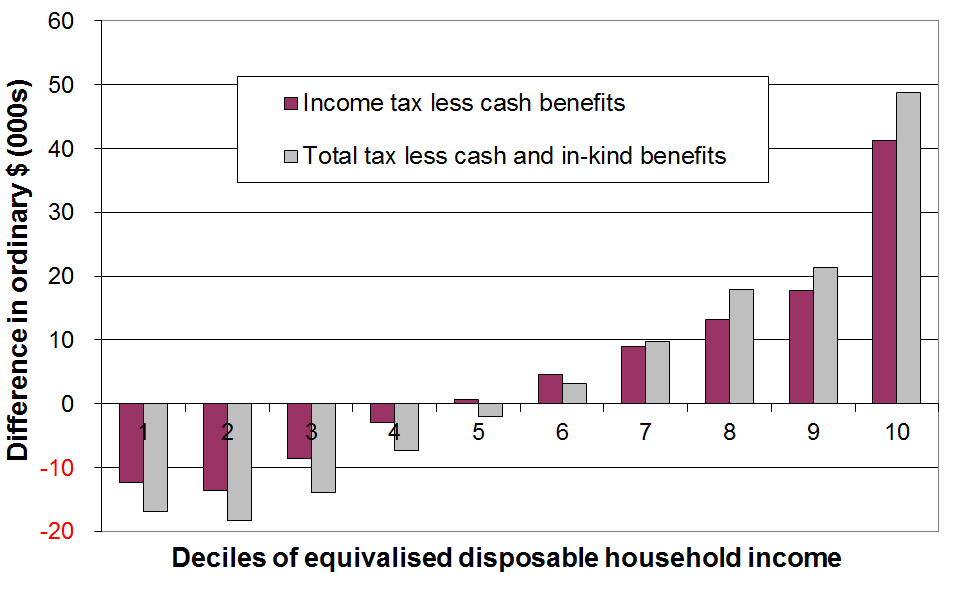 60
50
40
30
20
10
0
-10
-20
Difference in ordinary $ (000s)
Income tax less cash benefits
Total tax less cash and in-kind benefits
1 2 3 4 5 6 7 8 9 10
Deciles of equivalised disposable household income